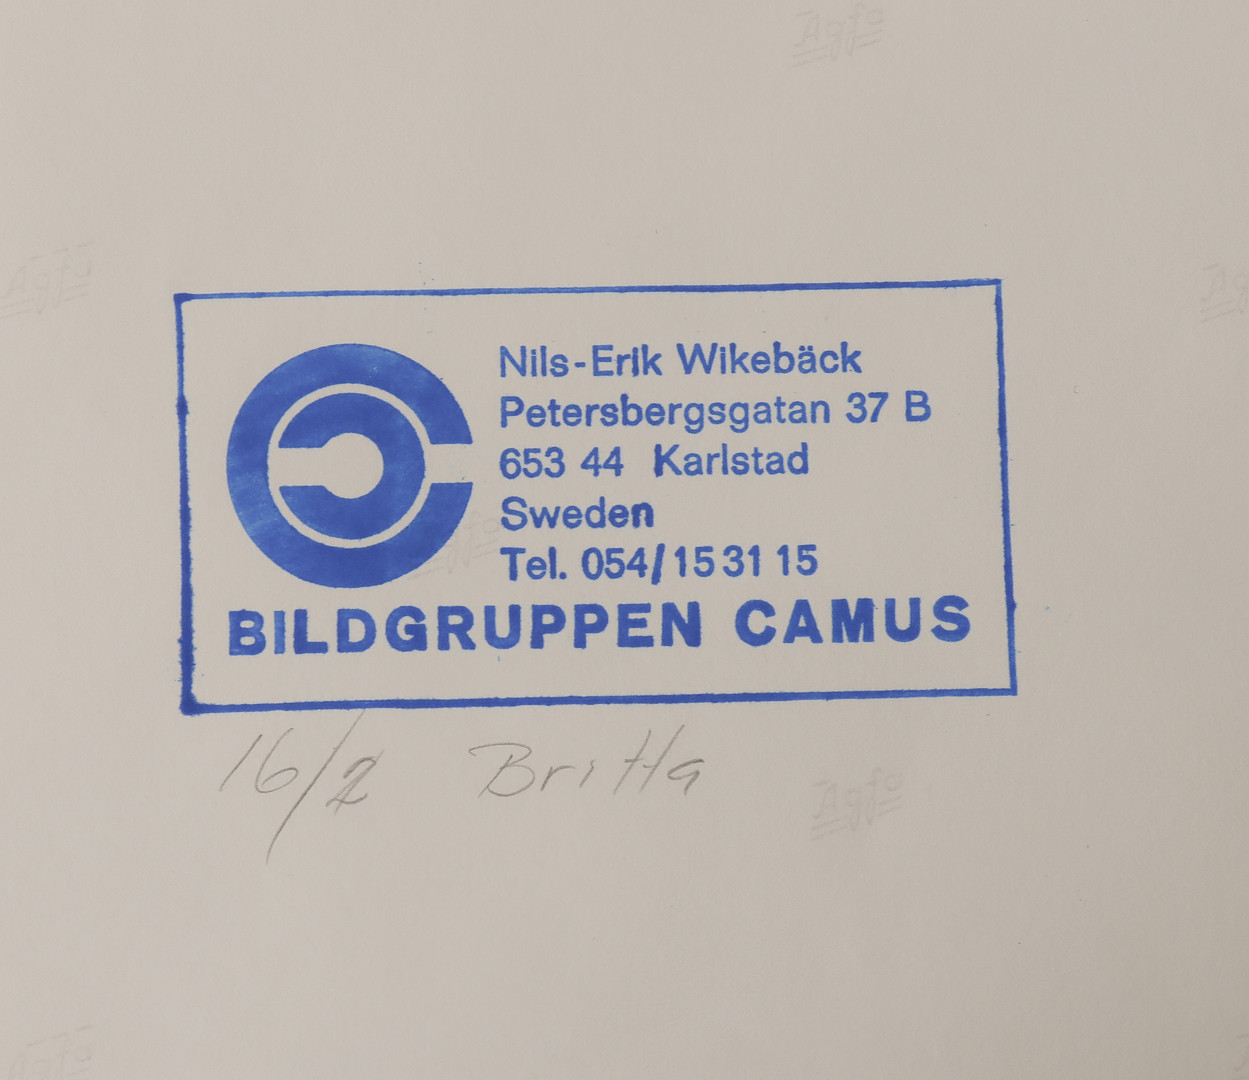 Nils-Erik Wikebäck
Petersbergsgatan 37 B
653 44 Karlstad
Sweden
Tel. 054/15 31 15
BILDGRUPPEN CAMUS
16/2 Britta